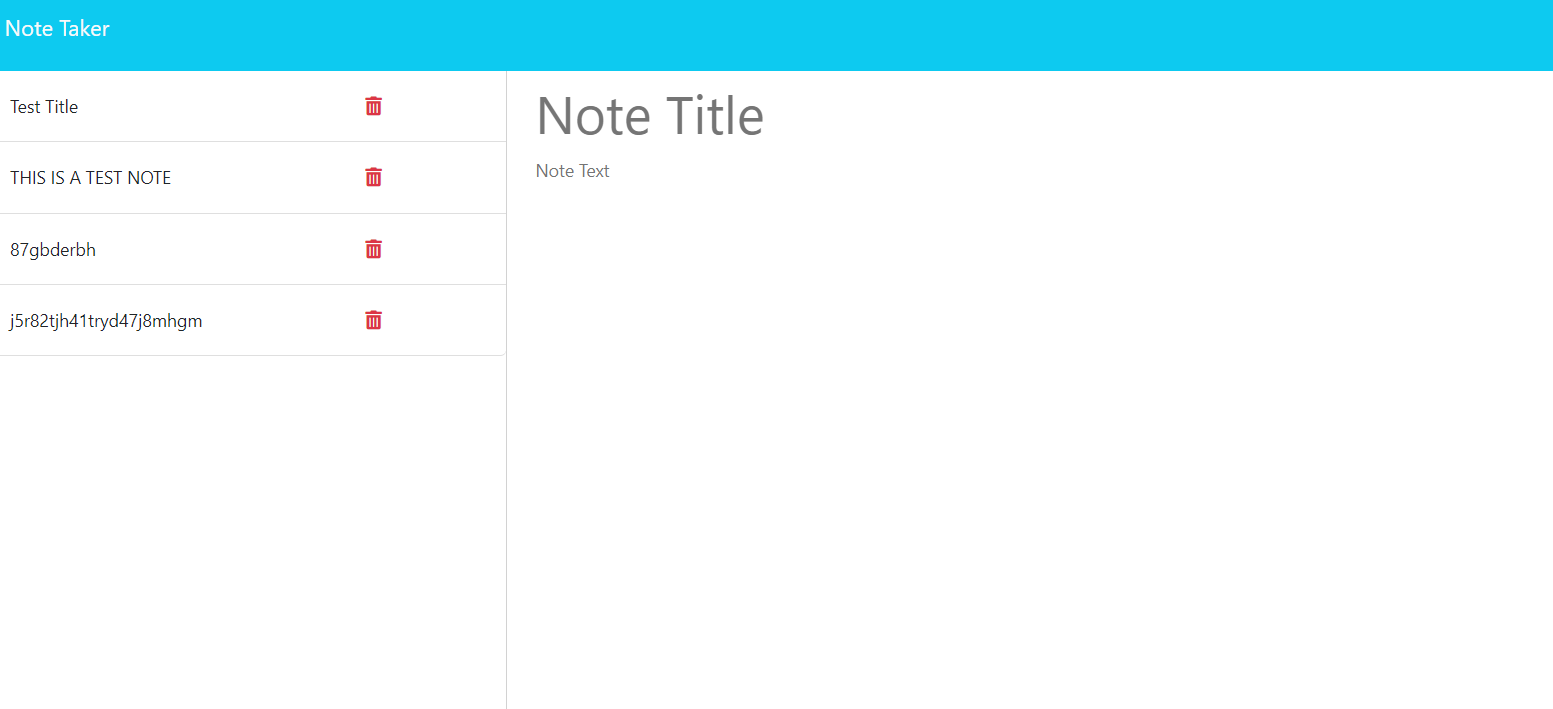 Note Taker
Test Title
THIS IS A TEST NOTE
87gbderbh
j5r82tjh41tryd47j8mhgm
Note Title
Note Text